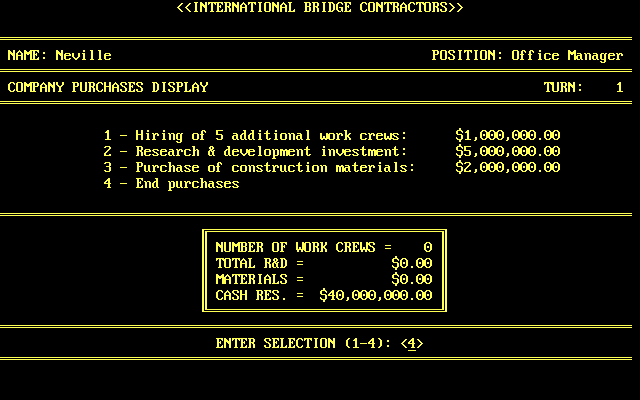 <<INTERNATIONAL BRIDGE CONTRACTORS>>
NAME: Neville POSITION: Office Manager
COMPANY PURCHASES DISPLAY TURN: 1
1 - Hiring of 5 additional work crews: $1,000,000.00
2 - Research & development investment: $5,000,000.00
3 - Purchase of construction materials: $2,000,000.00
4 - End purchases
NUMBER OF WORK CREWS = 0
TOTAL R&D = $0.00
MATERIALS = $0.00
CASH RES. = $40,000,000.00
ENTER SELECTION (1-4): <4>